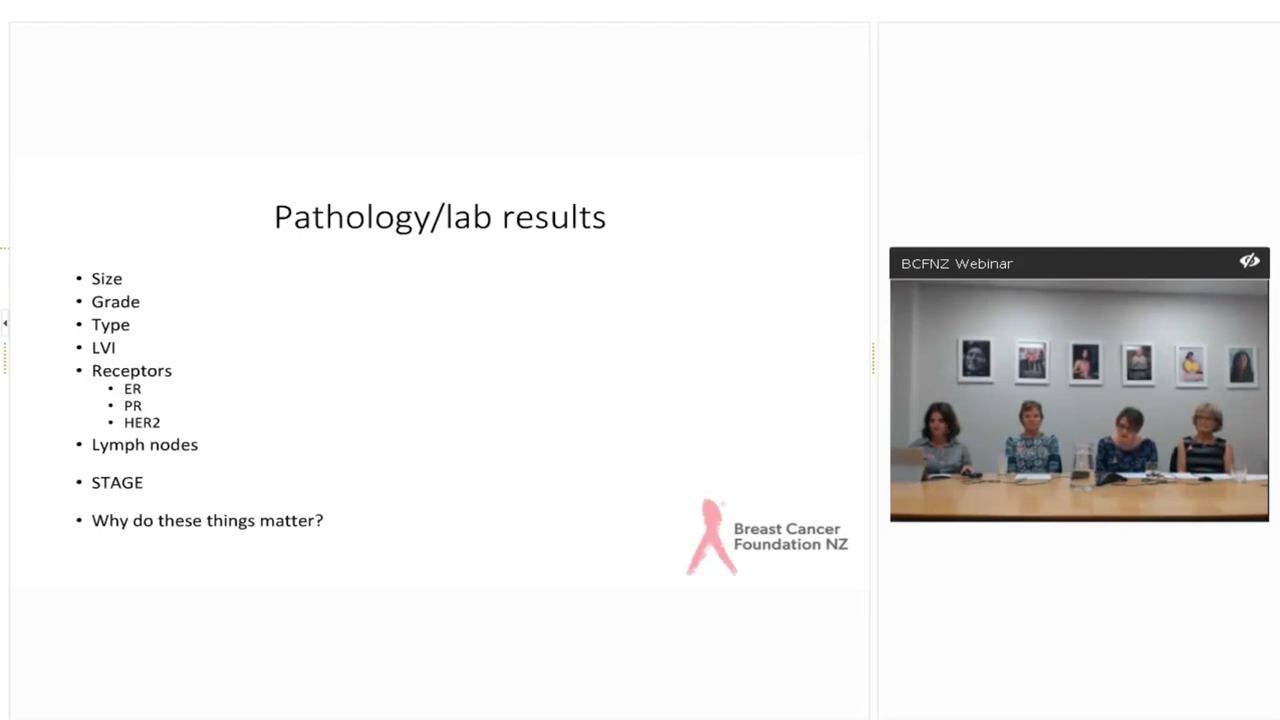 Pathology/lab results
• Size
• Grade
• Type
• LVI
• Receptors
• ER
• PR
• HER2
• Lymph nodes
• STAGE
• Why do these things matter?
Breast Cancer
Foundation NZ
BCFNZ Webinar